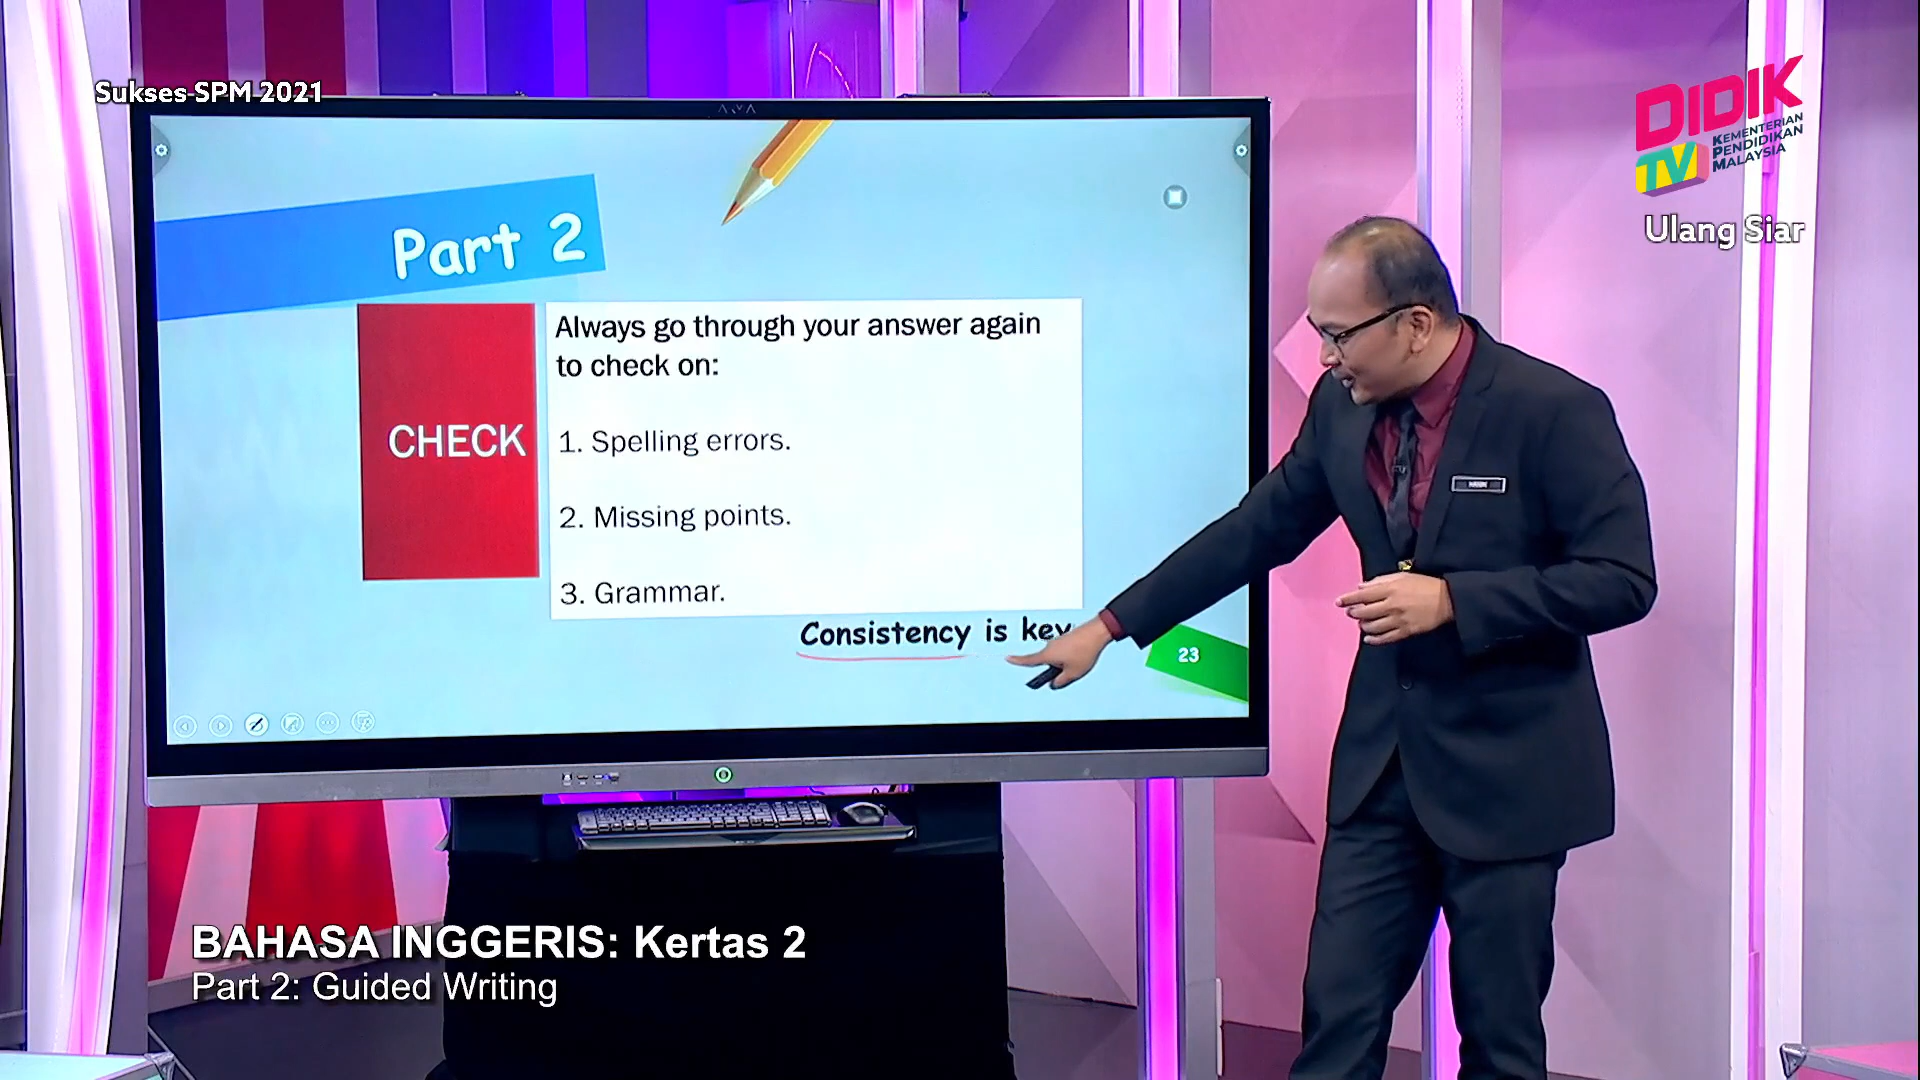 Sukses SPM 2021
DIDIK
TV
KEMENTERIAN
PENDIDIKAN
MALAYSIA
Ulang Siar
Part 2
CHECK
Always go through your answer again
to check on:
1. Spelling errors.
2. Missing points.
3. Grammar.
Consistency is key
23
BAHASA INGGERIS: Kertas 2
Part 2: Guided Writing